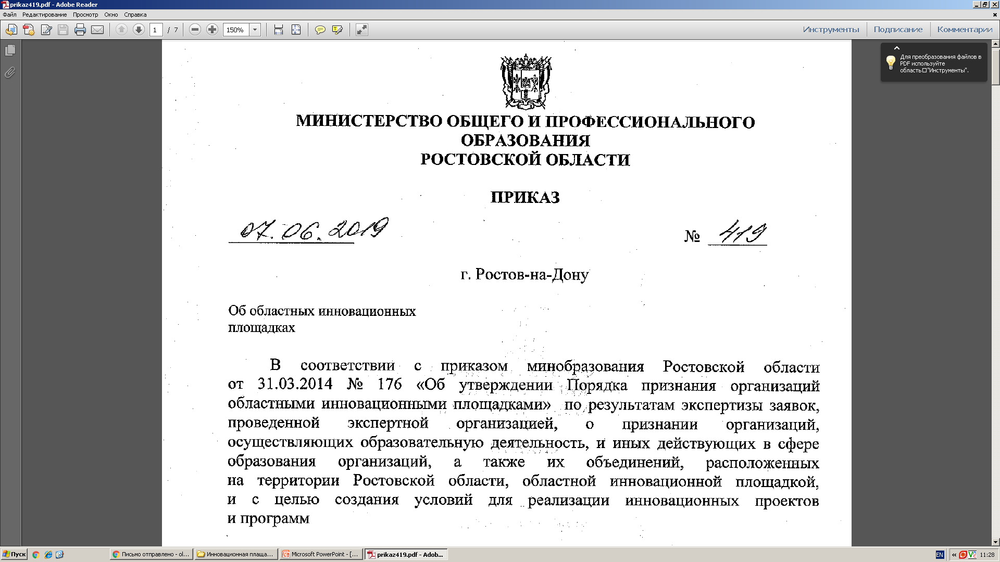 prikaz419.pdf - Adobe Reader
Файл Редактирование Просмотр Окно Справка
1 / 7 150% Инструменты Подписание Комментарии
Для преобразования файлов в
PDF используйте
область□"Инструменты".
МИНИСТЕРСТВО ОБЩЕГО И ПРОФЕССИОНАЛЬНОГО
ОБРАЗОВАНИЯ
РОСТОВСКОЙ ОБЛАСТИ
ПРИКАЗ
07.06.2019 № 419
г. Ростов-на-Дону
Об областных инновационных
площадках
В соответствии с приказом минобразования Ростовской области
от 31.03.2014 № 176 «Об утверждении Порядка признания организаций
областными инновационными площадками» по результатам экспертизы заявок,
проведенной экспертной организацией, о признании организаций,
осуществляющих образовательную деятельность, и иных действующих в сфере
образования организаций, а также их объединений, расположенных
на территории Ростовской области, областной инновационной площадкой,
и с целью создания условий для реализации инновационных проектов
и программ
Пуск Письмо отправлено - ol... Инновационная плаща... Microsoft PowerPoint - [... prikaz419.pdf - Adob... EN « 11:28